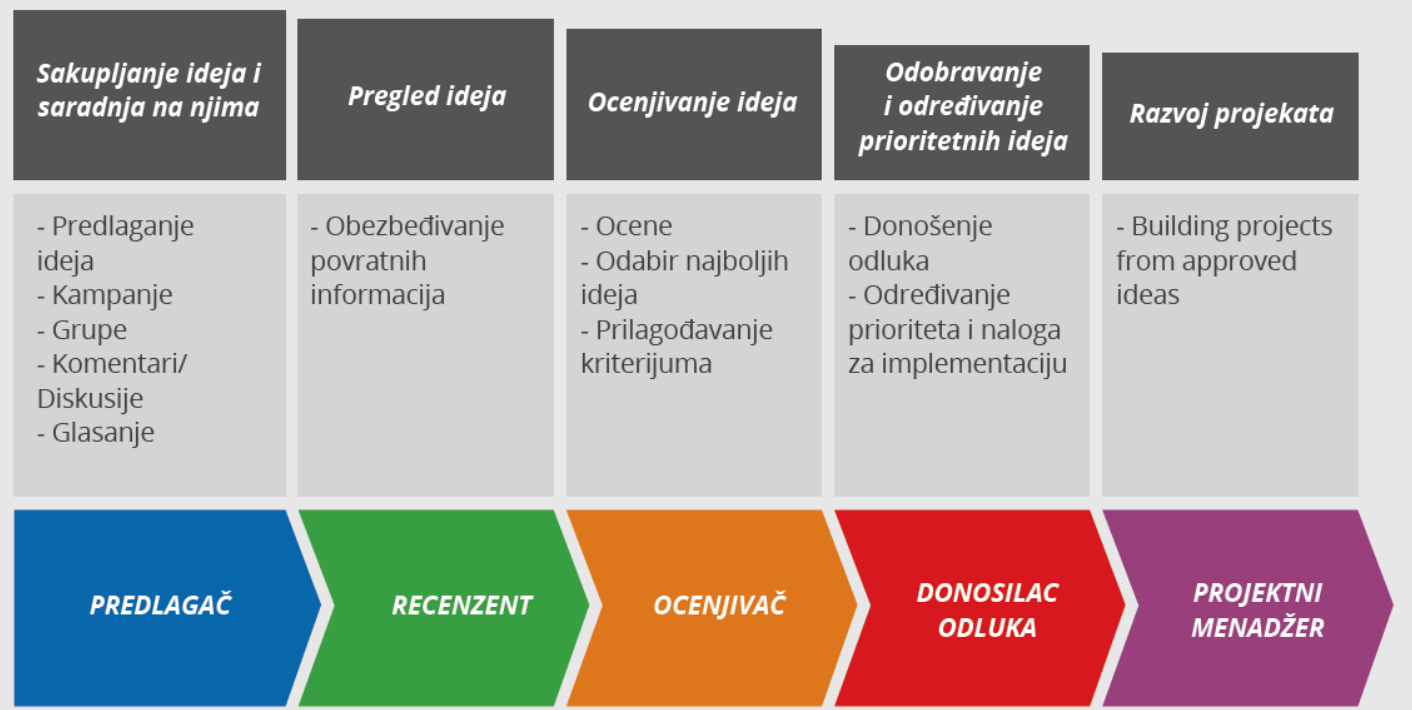 Sakupljanje ideja i
saradnja na njima
Pregled ideja
Ocenjivanje ideja
Odobravanje
i određivanje
prioritetnih ideja
Razvoj projekata
- Predlaganje
ideja
- Kampanje
- Grupe
- Komentari/
Diskusije
- Glasanje
- Obezbeđivanje
povratnih
informacija
- Ocene
- Odabir najboljih
ideja
- Prilagođavanje
kriterijuma
- Donošenje
odluka
- Određivanje
prioriteta i naloga
za implementaciju
- Building projects
from approved
ideas
PREDLAGAČ
RECENZENT
OCENJIVAČ
DONOSILAC
ODLUKA
PROJEKTNI
MENADŽER